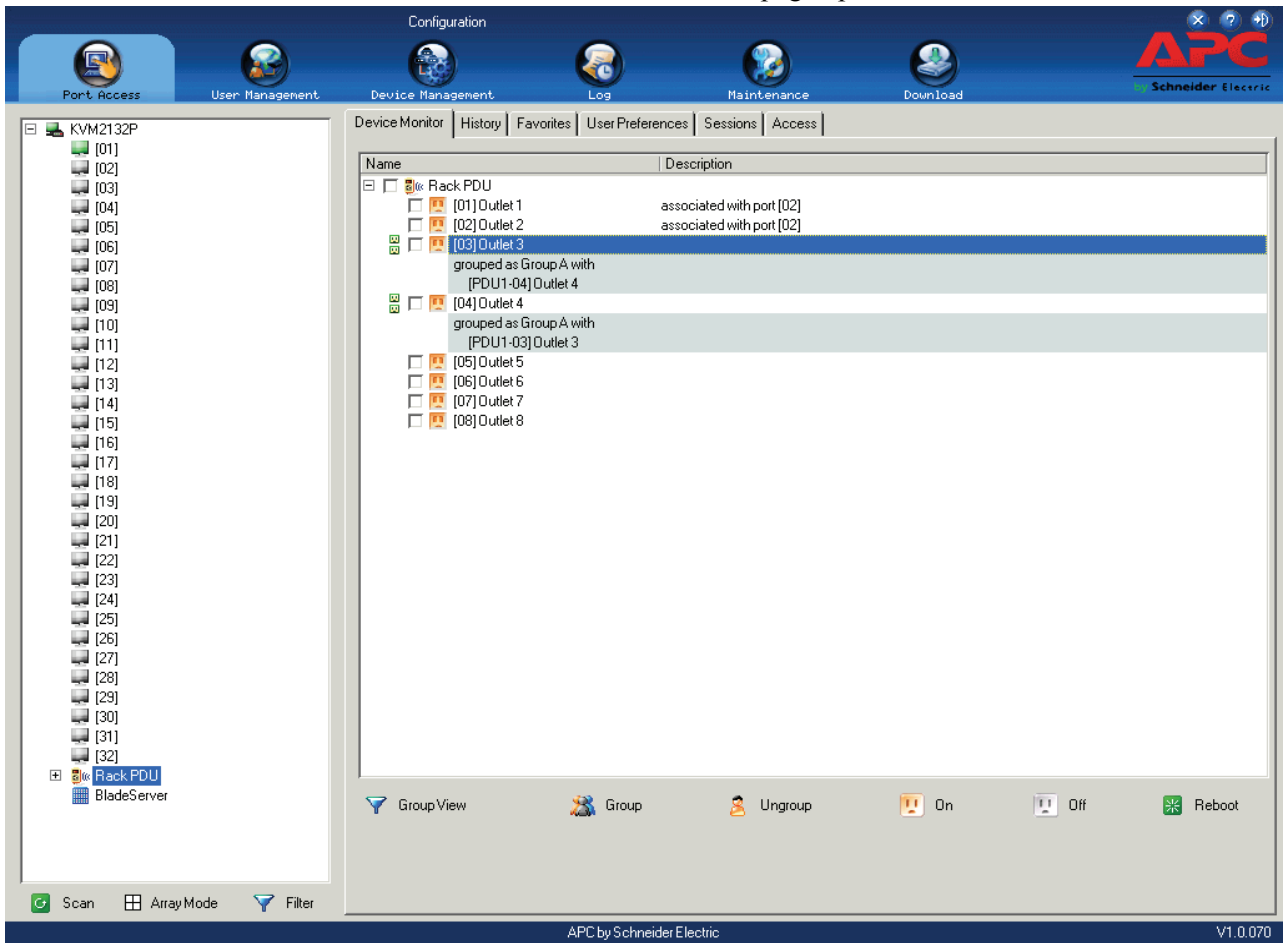 Configuration
APC
by Schneider Electric
Port Access
User Management
Device Management
Log
Maintenance
Download
KVM2132P
[01]
[02]
[03]
[04]
[05]
[06]
[07]
[08]
[09]
[10]
[11]
[12]
[13]
[14]
[15]
[16]
[17]
[18]
[19]
[20]
[21]
[22]
[23]
[24]
[25]
[26]
[27]
[28]
[29]
[30]
[31]
[32]
Rack PDU
BladeServer
Scan Array Mode Filter
Device Monitor History Favorites User Preferences Sessions Access
Name Description
Rack PDU
[01] Outlet 1 associated with port [02]
[02] Outlet 2 associated with port [02]
[03] Outlet 3
grouped as Group A with
[PDU1-04] Outlet 4
[04] Outlet 4
grouped as Group A with
[PDU1-03] Outlet 3
[05] Outlet 5
[06] Outlet 6
[07] Outlet 7
[08] Outlet 8
Group View Group Ungroup On Off Reboot
APC by Schneider Electric V1.0.070